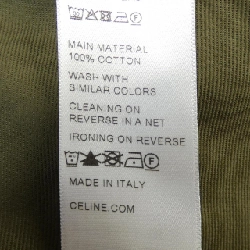 MAIN MATERIAL
100% COTTON
WASH WITH
SIMILAR COLORS
CLEANING ON
REVERSE IN A NET
IRONING ON REVERSE
MADE IN ITALY
CELINE.COM